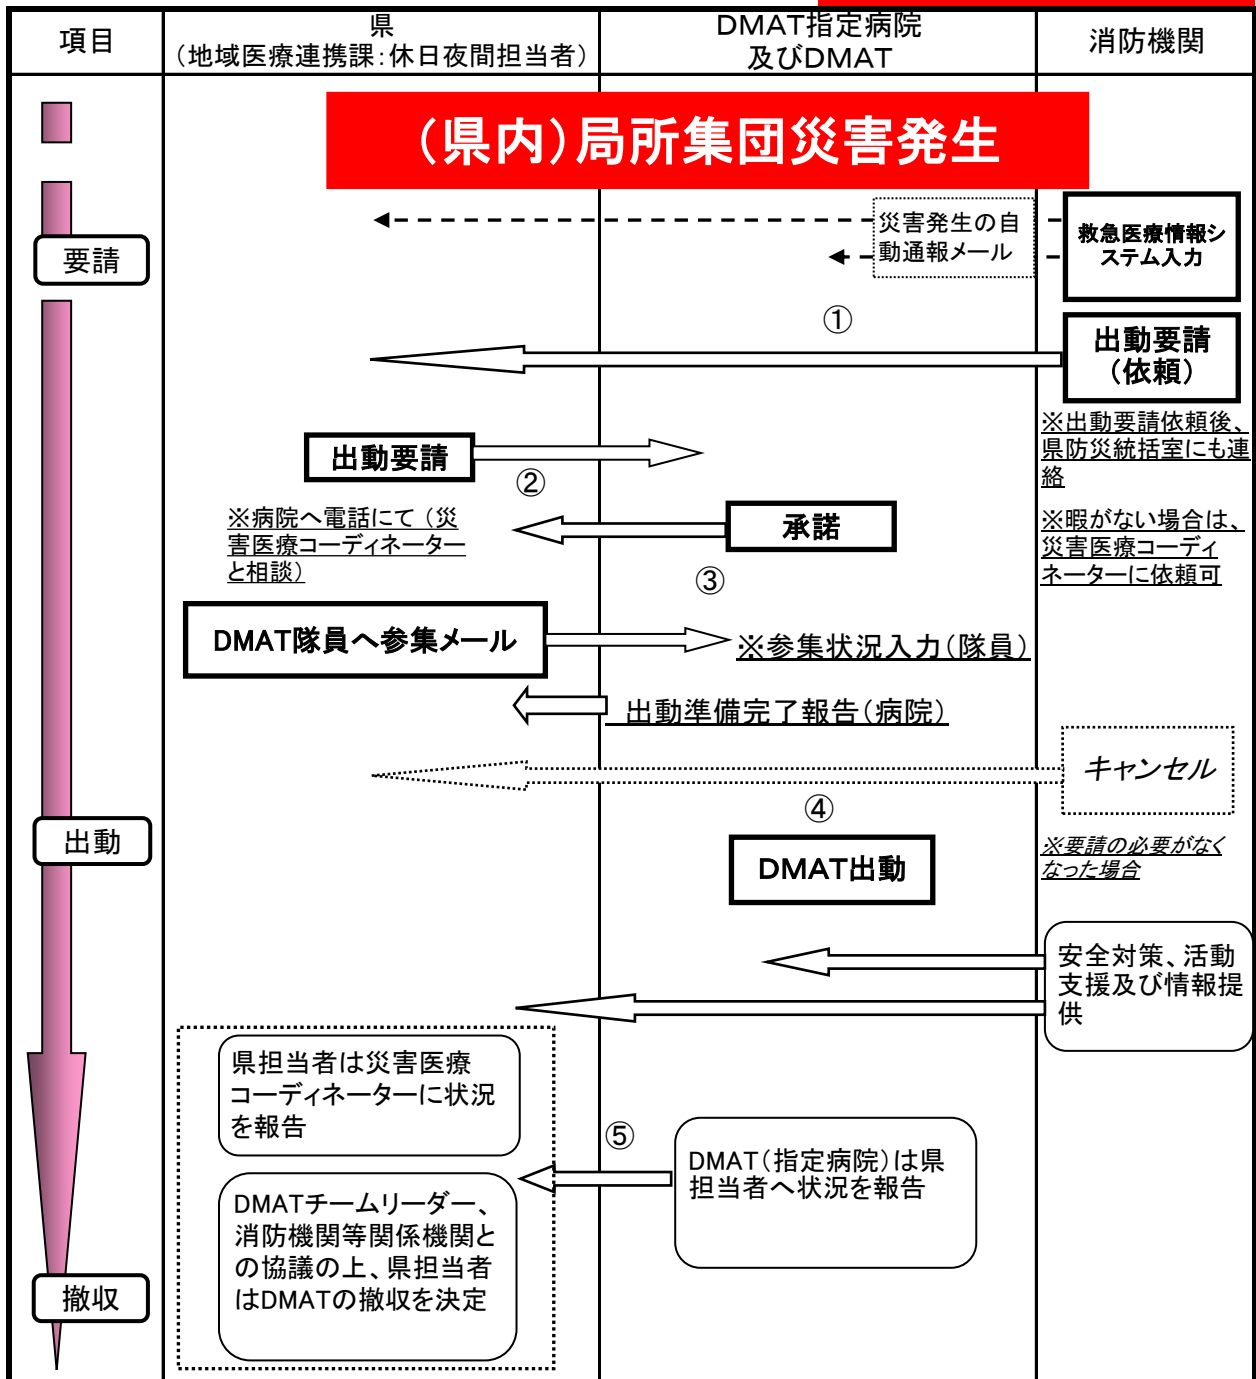 項目
県
（地域医療連携課：休日夜間担当者）
DMAT指定病院
及びDMAT
消防機関
（県内）局所集団災害発生
災害発生の自
動通報メール
救急医療情報シ
ステム入力
要請
①
出動要請
（依頼）
※出動要請依頼後、
県防災統括室にも連
絡
出動要請
②
※病院へ電話にて（災
害医療コーディネーター
と相談）
承諾
※暇がない場合は、
災害医療コーディ
ネーターに依頼可
③
DMAT隊員へ参集メール
※参集状況入力（隊員）
出動準備完了報告（病院）
キャンセル
④
出動
DMAT出動
※要請の必要がなく
なった場合
安全対策、活動
支援及び情報提
供
県担当者は災害医療
コーディネーターに状況
を報告
⑤
DMAT（指定病院）は県
担当者へ状況を報告
DMATチームリーダー、
消防機関等関係機関と
の協議の上、県担当者
はDMATの撤収を決定
撤収